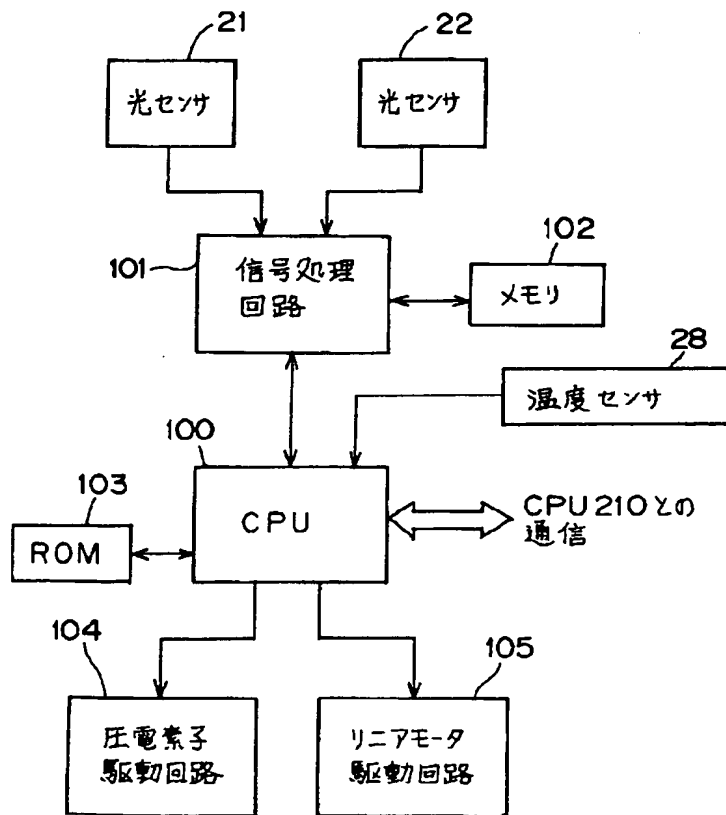 21
22
光センサ
光センサ
101
信号処理
回路
102
メモリ
28
温度センサ
100
CPU
103
ROM
CPU210との
通信
104
圧電素子
駆動回路
105
リニアモータ
駆動回路